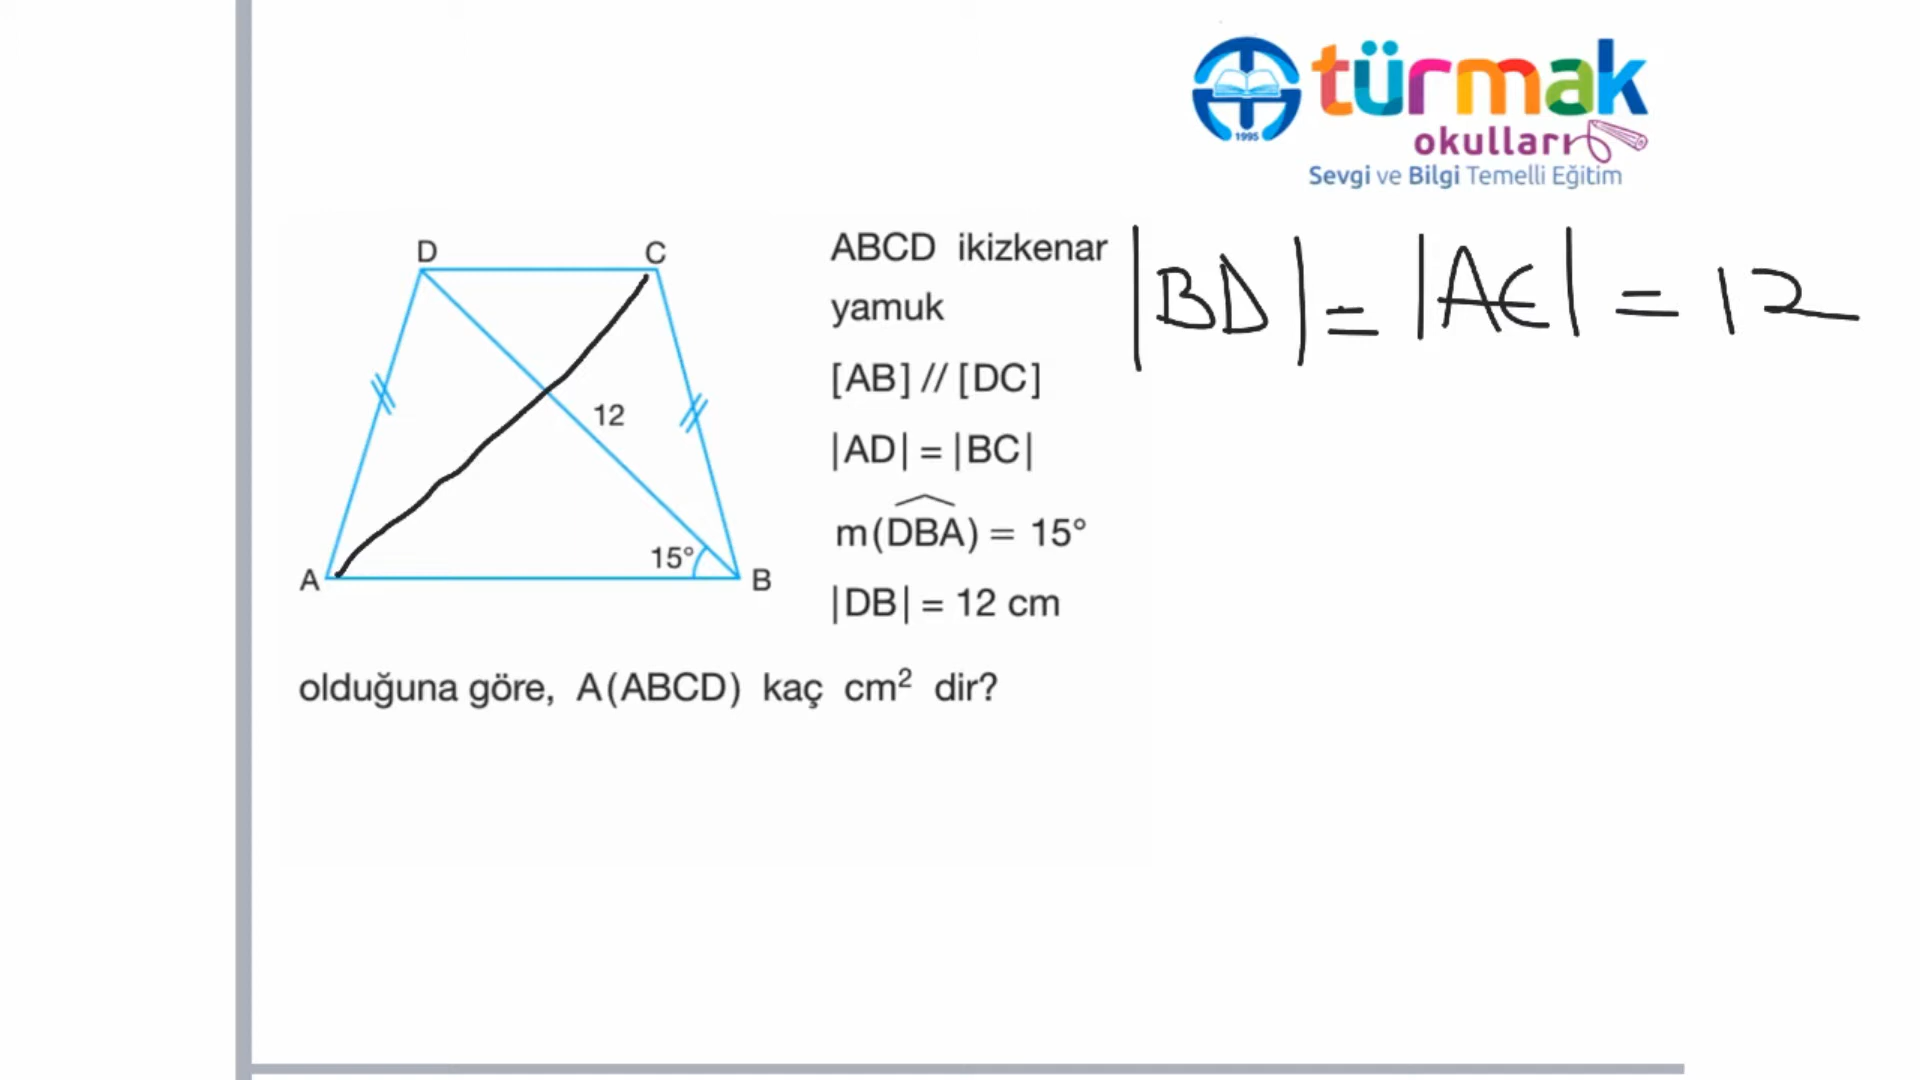 1995
türmak
okulları
Sevgi ve Bilgi Temelli Eğitim
D
C
12
15°
A
B
ABCD ikizkenar
yamuk
[AB] // [DC]
|AD| = |BC|
m(DBA) = 15°
|DB| = 12 cm
olduğuna göre, A(ABCD) kaç cm² dir?
|BD| = |AC| = 12